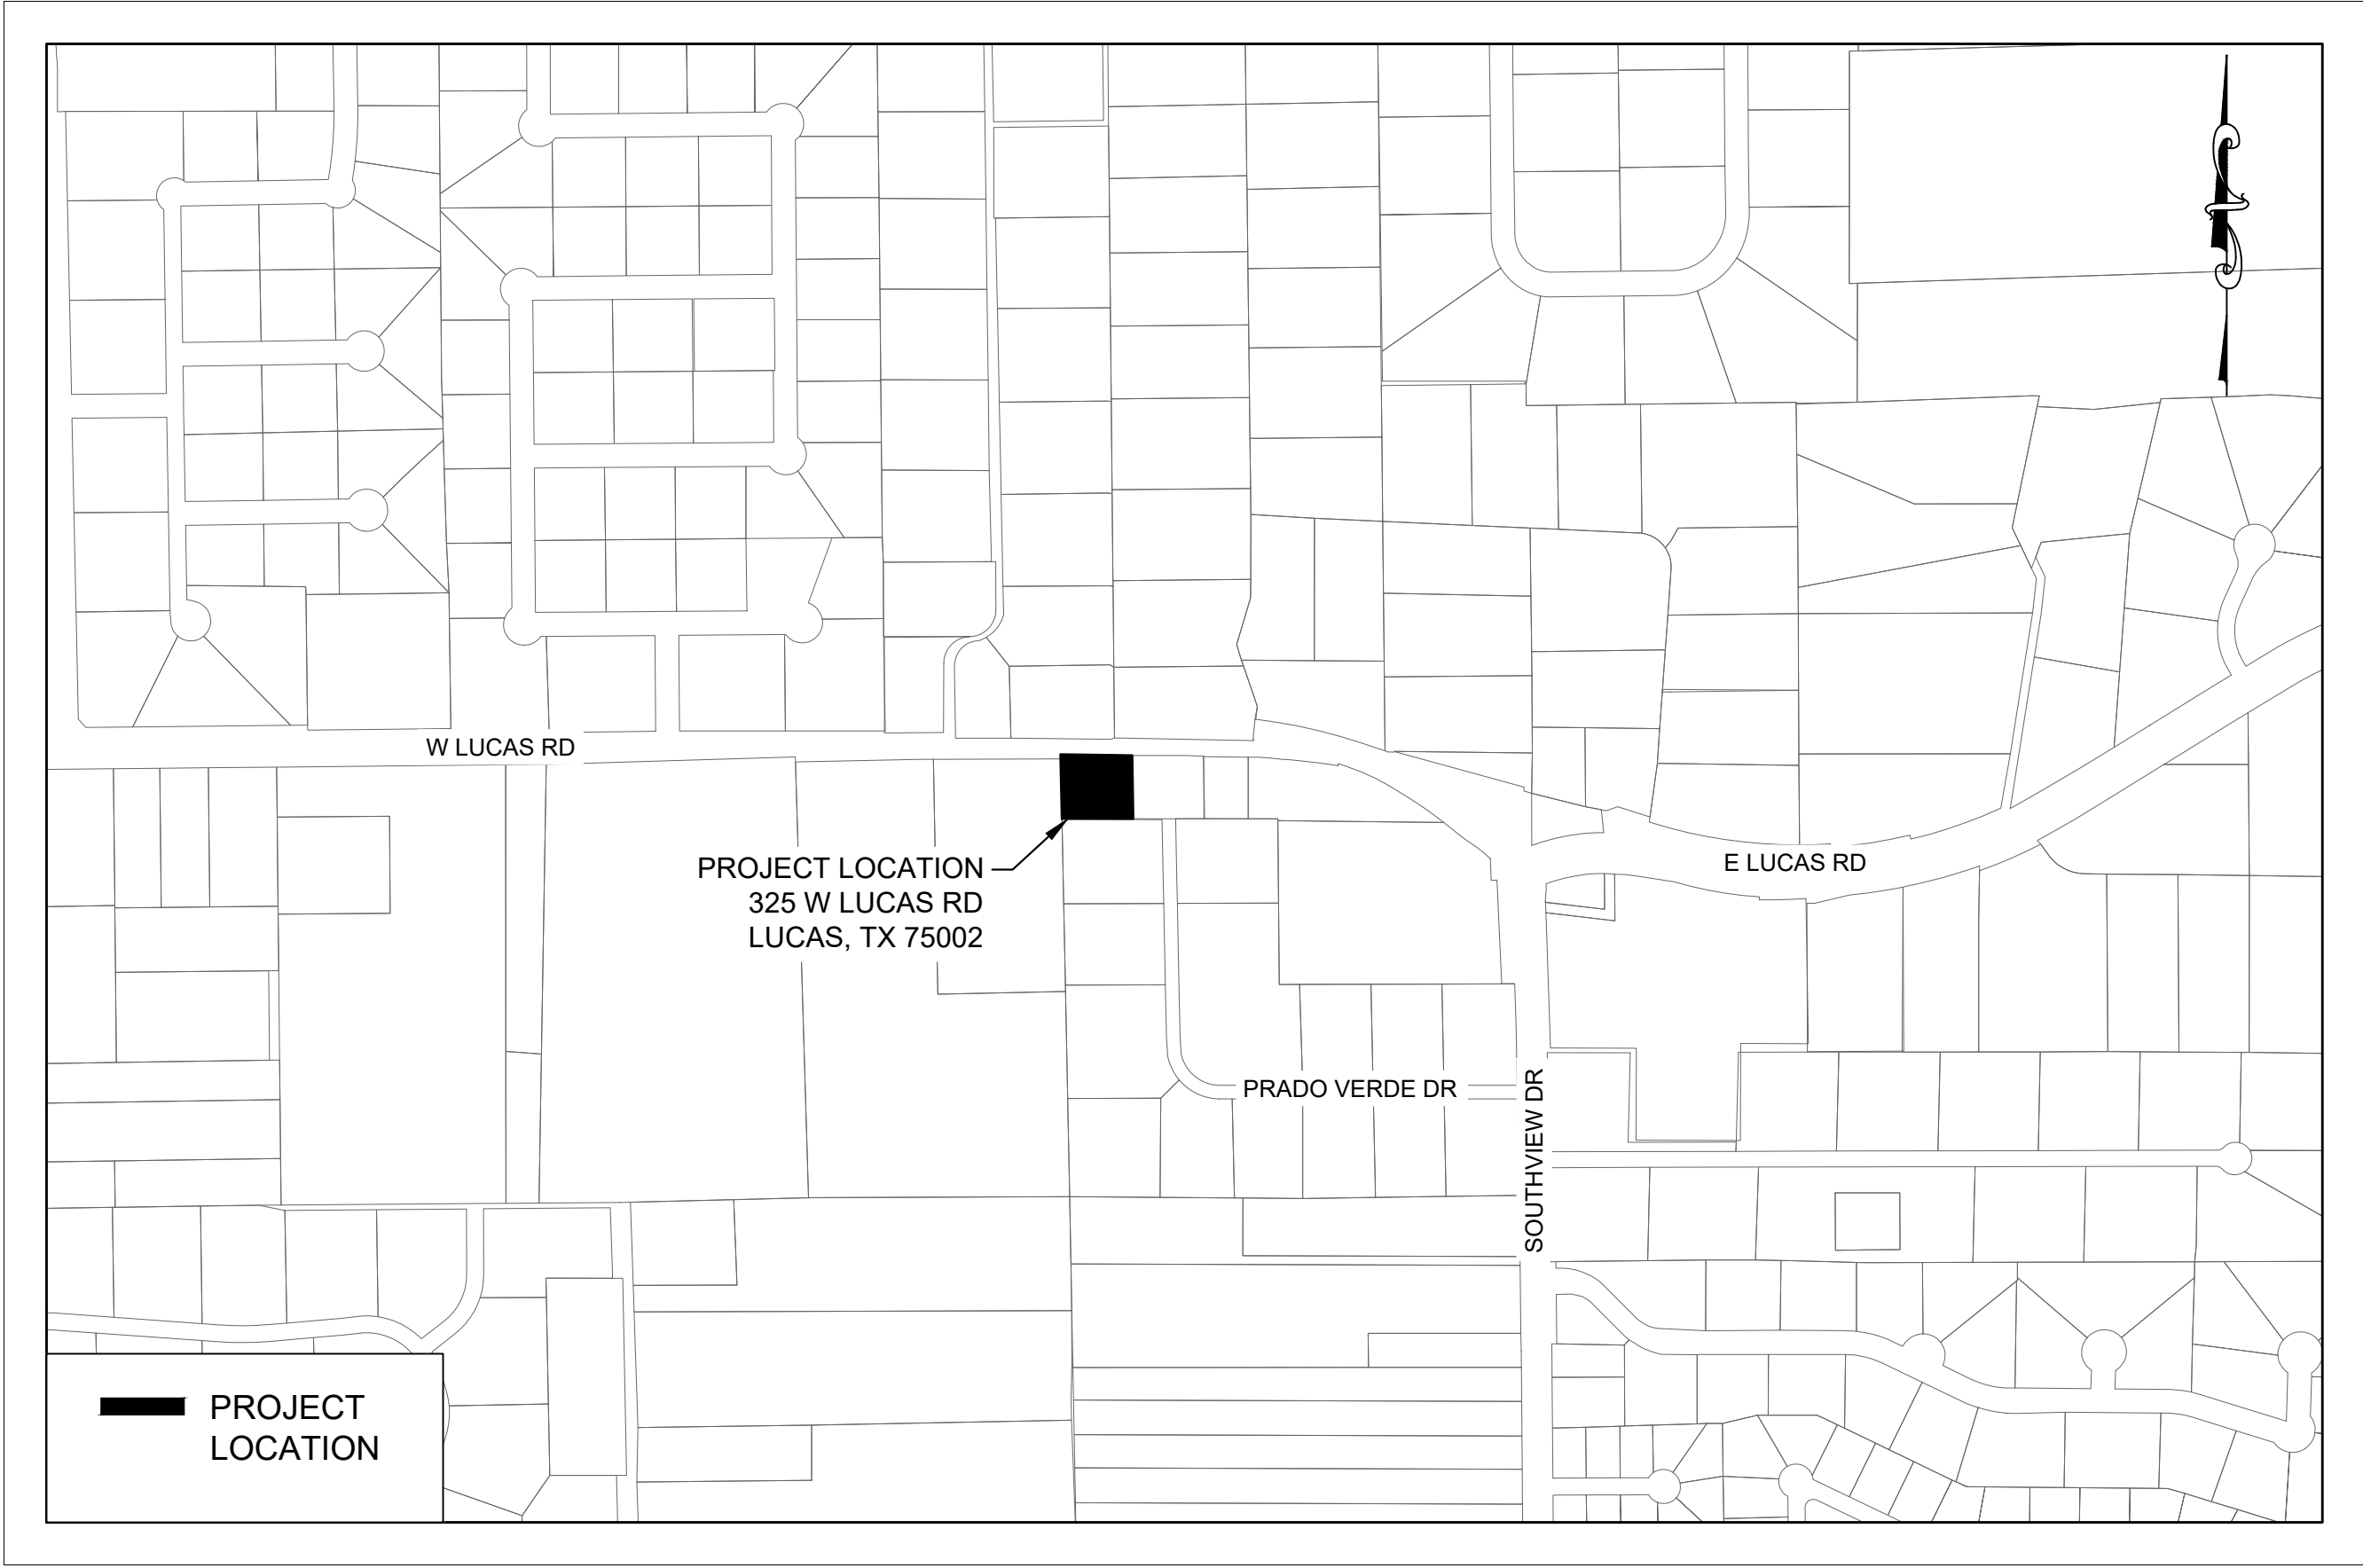 W LUCAS RD
PROJECT LOCATION
325 W LUCAS RD
LUCAS, TX 75002
E LUCAS RD
PRADO VERDE DR
SOUTHVIEW DR
PROJECT
LOCATION